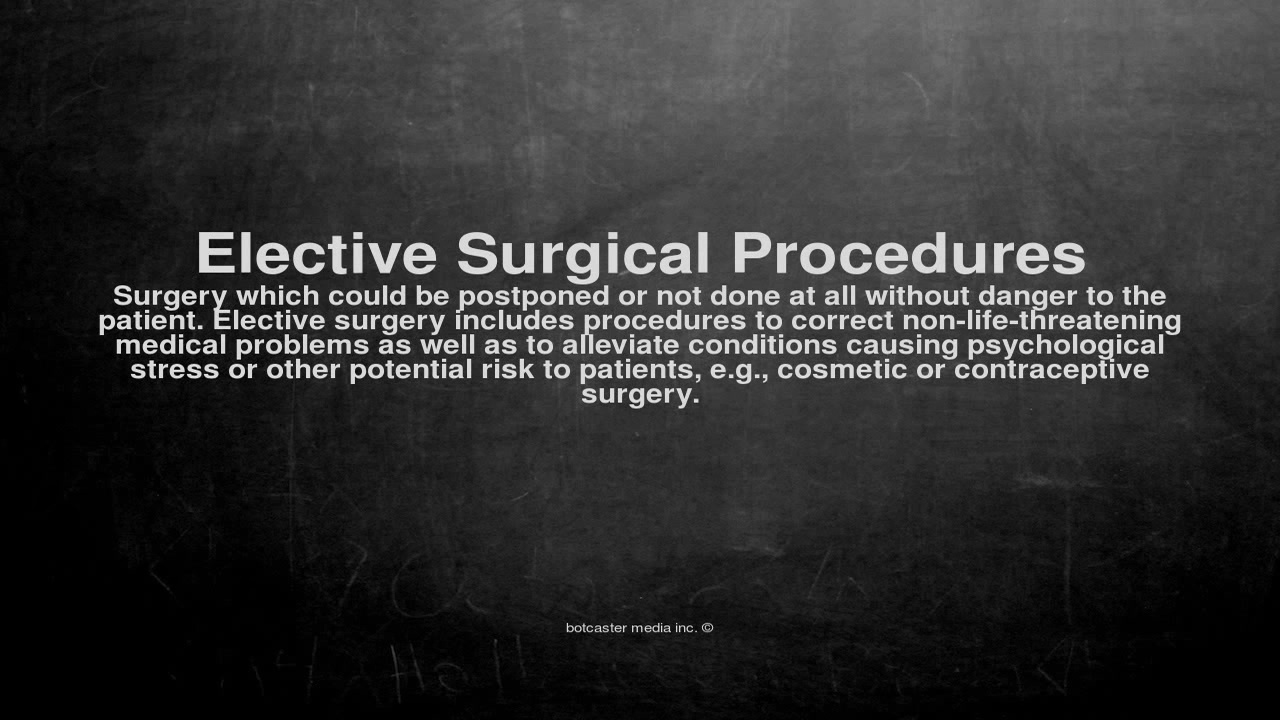 Elective Surgical Procedures
Surgery which could be postponed or not done at all without danger to the
patient. Elective surgery includes procedures to correct non-life-threatening
medical problems as well as to alleviate conditions causing psychological
stress or other potential risk to patients, e.g., cosmetic or contraceptive
surgery.
botcaster media inc. ©